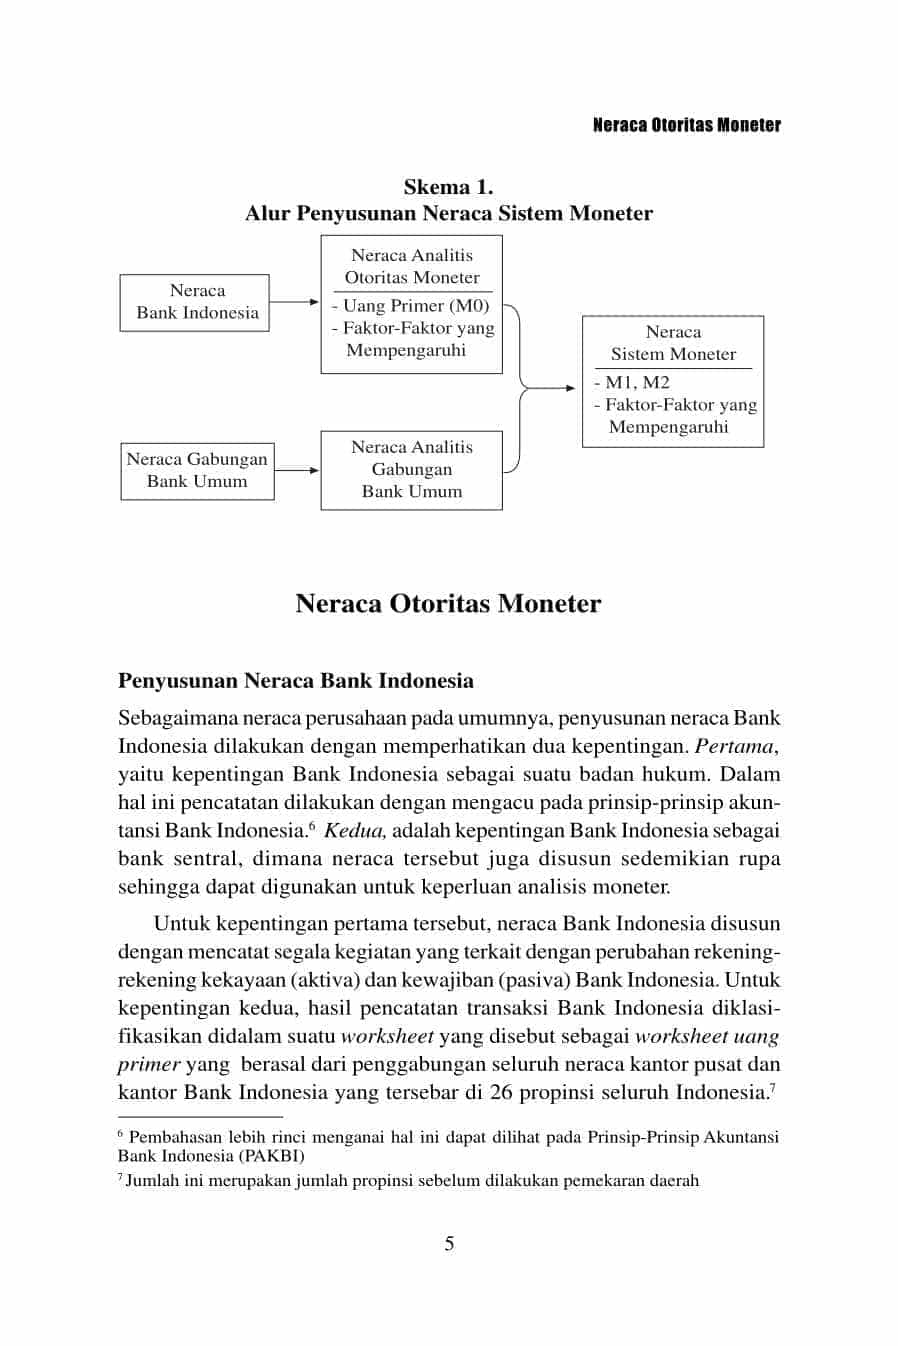 Neraca Otoritas Moneter
Skema 1.
Alur Penyusunan Neraca Sistem Moneter
Neraca
Bank Indonesia
Neraca Analitis
Otoritas Moneter
- Uang Primer (M0)
- Faktor-Faktor yang
Mempengaruhi
Neraca
Sistem Moneter
- M1, M2
- Faktor-Faktor yang
Mempengaruhi
Neraca Gabungan
Bank Umum
Neraca Analitis
Gabungan
Bank Umum
Neraca Otoritas Moneter
Penyusunan Neraca Bank Indonesia
Sebagaimana neraca perusahaan pada umumnya, penyusunan neraca Bank
Indonesia dilakukan dengan memperhatikan dua kepentingan. Pertama,
yaitu kepentingan Bank Indonesia sebagai suatu badan hukum. Dalam
hal ini pencatatan dilakukan dengan mengacu pada prinsip-prinsip akun-
tansi Bank Indonesia.⁶ Kedua, adalah kepentingan Bank Indonesia sebagai
bank sentral, dimana neraca tersebut juga disusun sedemikian rupa
sehingga dapat digunakan untuk keperluan analisis moneter.
Untuk kepentingan pertama tersebut, neraca Bank Indonesia disusun
dengan mencatat segala kegiatan yang terkait dengan perubahan rekening-
rekening kekayaan (aktiva) dan kewajiban (pasiva) Bank Indonesia. Untuk
kepentingan kedua, hasil pencatatan transaksi Bank Indonesia diklasi-
fikasikan didalam suatu worksheet yang disebut sebagai worksheet uang
primer yang berasal dari penggabungan seluruh neraca kantor pusat dan
kantor Bank Indonesia yang tersebar di 26 propinsi seluruh Indonesia.⁷
⁶ Pembahasan lebih rinci menganai hal ini dapat dilihat pada Prinsip-Prinsip Akuntansi
Bank Indonesia (PAKBI)
⁷ Jumlah ini merupakan jumlah propinsi sebelum dilakukan pemekaran daerah
5